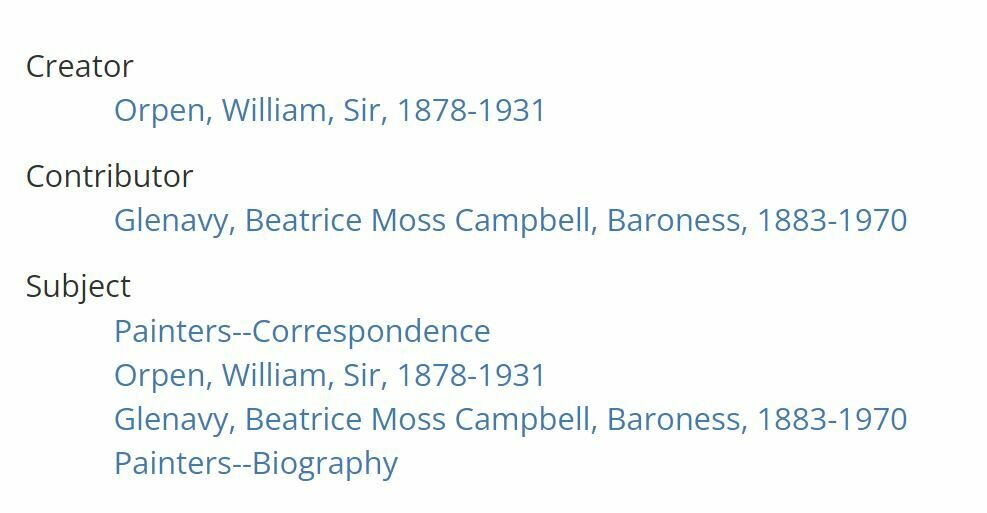 Creator
Orpen, William, Sir, 1878-1931
Contributor
Glenavy, Beatrice Moss Campbell, Baroness, 1883-1970
Subject
Painters--Correspondence
Orpen, William, Sir, 1878-1931
Glenavy, Beatrice Moss Campbell, Baroness, 1883-1970
Painters--Biography